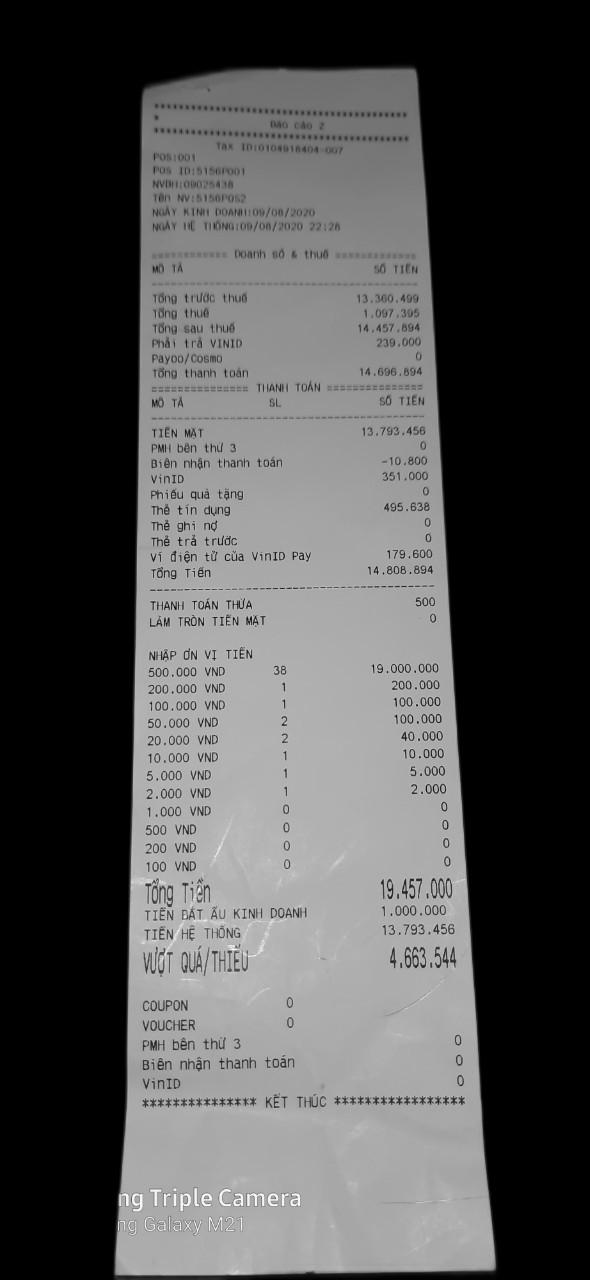 ****************************************
*
Báo cáo Z
****************************************
Tax ID:0104918404-007
POS:001
POS ID:5156P001
NVBH:09025438
Tên NV:5156POS2
NGÀY KINH DOANH:09/08/2020
NGÀY HỆ THỐNG:09/08/2020 22:28
============ Doanh số & thuế =============
MÔ TẢ SỐ TIỀN
Tổng trước thuế 13.360.499
Tổng thuế 1.097.395
Tổng sau thuế 14.457.894
Phải trả VINID 239.000
Payoo/Cosmo 0
Tổng thanh toán 14.696.894
=============== THANH TOÁN ===============
MÔ TẢ SL SỐ TIỀN
TIỀN MẶT 13.793.456
PMH bên thứ 3 0
Biên nhận thanh toán -10.800
VinID 351.000
Phiếu quà tặng 0
Thẻ tín dụng 495.638
Thẻ ghi nợ 0
Thẻ trả trước 0
Ví điện tử của VinID Pay 179.600
Tổng Tiền 14.808.894
THANH TOÁN THỪA 500
LÀM TRÒN TIỀN MẶT 0
NHẬP ƠN VỊ TIỀN
500.000 VND 38 19.000.000
200.000 VND 1 200.000
100.000 VND 1 100.000
50.000 VND 2 100.000
20.000 VND 2 40.000
10.000 VND 1 10.000
5.000 VND 1 5.000
2.000 VND 1 2.000
1.000 VND 0 0
500 VND 0 0
200 VND 0 0
100 VND 0 0
Tổng Tiền 19.457.000
TIỀN BẮT ẦU KINH DOANH 1.000.000
TIỀN HỆ THỐNG 13.793.456
VƯỢT QUÁ/THIẾU 4.663.544
COUPON 0
VOUCHER 0
PMH bên thứ 3 0
Biên nhận thanh toán 0
VinID 0
*************** KẾT THÚC *****************
ng Triple Camera
ng Galaxy M21